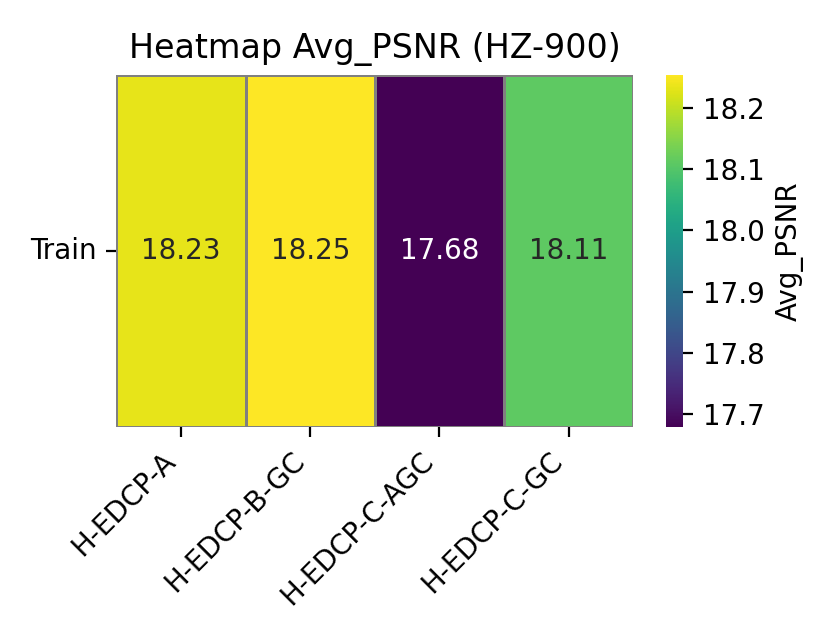 Heatmap Avg_PSNR (HZ-900)
Train
18.23
18.25
17.68
18.11
H-EDCP-A
H-EDCP-B-GC
H-EDCP-C-AGC
H-EDCP-C-GC
18.2
18.1
18.0
17.9
17.8
17.7
Avg_PSNR